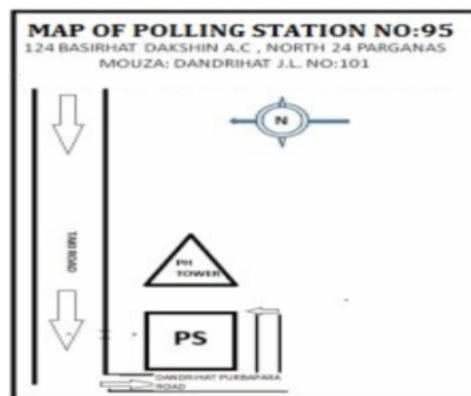 MAP OF POLLING STATION NO:95
124 BASIRHAT DAKSHIN A.C , NORTH 24 PARGANAS
MOUZA: DANDRIHAT J.L. NO:101
N
TAKI ROAD
PH
TOWER
PS
DANDRIHAT PURBAPARA
ROAD